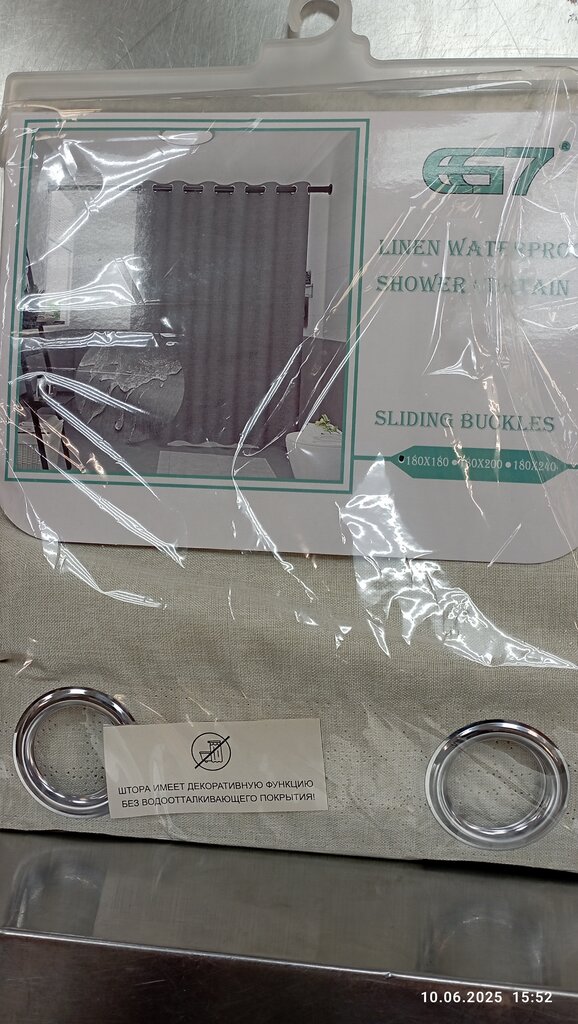 ®
LINEN WATERPRO
SHOWER
SLIDING BUCKLES
180X180 • 180X200 • 180X240
ШТОРА ИМЕЕТ ДЕКОРАТИВНУЮ ФУНКЦИЮ
БЕЗ ВОДООТТАЛКИВАЮЩЕГО ПОКРЫТИЯ!
10.06.2025 15:52